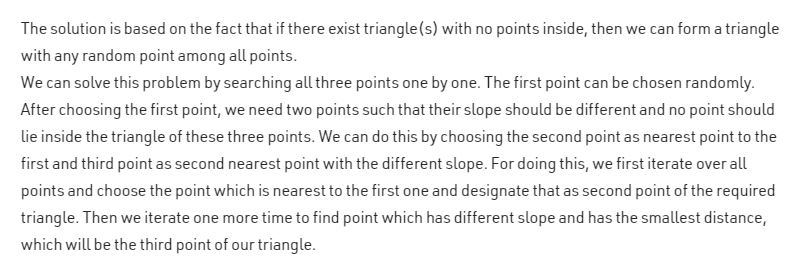 The solution is based on the fact that if there exist triangle(s) with no points inside, then we can form a triangle
with any random point among all points.
We can solve this problem by searching all three points one by one. The first point can be chosen randomly.
After choosing the first point, we need two points such that their slope should be different and no point should
lie inside the triangle of these three points. We can do this by choosing the second point as nearest point to the
first and third point as second nearest point with the different slope. For doing this, we first iterate over all
points and choose the point which is nearest to the first one and designate that as second point of the required
triangle. Then we iterate one more time to find point which has different slope and has the smallest distance,
which will be the third point of our triangle.